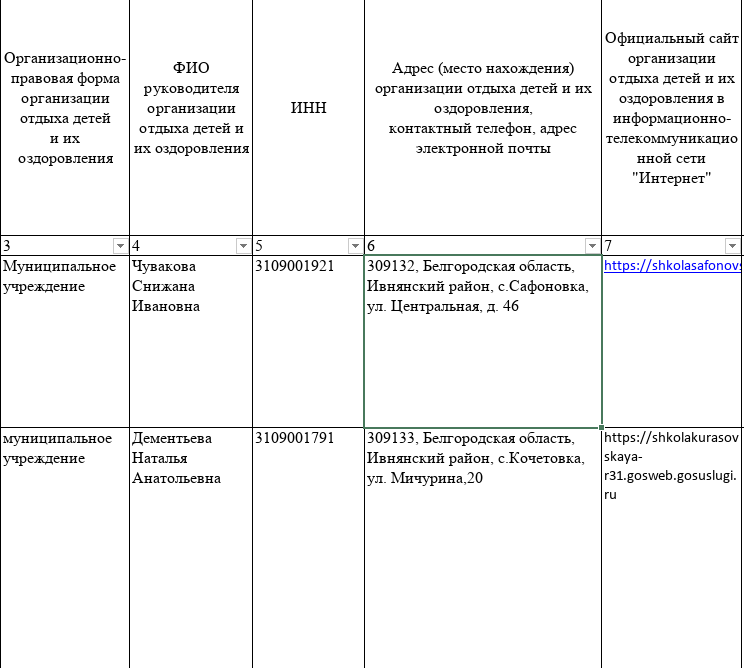 Организационно-
правовая форма
организации
отдыха детей
и их
оздоровления
ФИО
руководителя
организации
отдыха детей и
их оздоровления
ИНН
Адрес (место нахождения)
организации отдыха детей и их
оздоровления,
контактный телефон, адрес
электронной почты
Официальный сайт
организации
отдыха детей и их
оздоровления в
информационно-
телекоммуникацио
нной сети
"Интернет"
3
4
5
6
7
Муниципальное
учреждение
Чувакова
Снижана
Ивановна
3109001921
309132, Белгородская область,
Ивнянский район, с.Сафоновка,
ул. Центральная, д. 46
https://shkolasafonovs
муниципальное
учреждение
Дементьева
Наталья
Анатольевна
3109001791
309133, Белгородская область,
Ивнянский район, с.Кочетовка,
ул. Мичурина,20
https://shkolakurasov
skaya-
r31.gosweb.gosuslugi.
ru